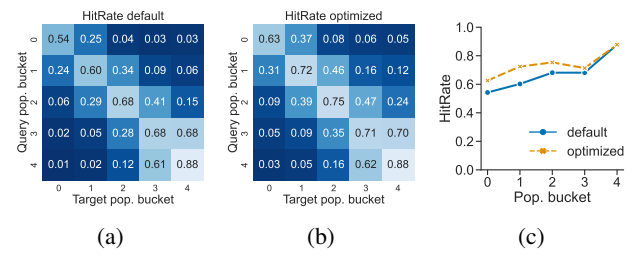 HitRate default
Query pop. bucket
0 0.54 0.25 0.04 0.03 0.03
1 0.24 0.60 0.34 0.09 0.06
2 0.06 0.29 0.68 0.41 0.15
3 0.02 0.05 0.28 0.68 0.68
4 0.01 0.02 0.12 0.61 0.88
0 1 2 3 4
Target pop. bucket
(a)
HitRate optimized
Query pop. bucket
0 0.63 0.37 0.08 0.06 0.05
1 0.31 0.72 0.46 0.16 0.12
2 0.09 0.39 0.75 0.47 0.24
3 0.05 0.09 0.35 0.71 0.70
4 0.03 0.05 0.16 0.62 0.88
0 1 2 3 4
Target pop. bucket
(b)
HitRate
1.0
0.8
0.6
0.4
0.2
0.0
default
optimized
0 1 2 3 4
Pop. bucket
(c)